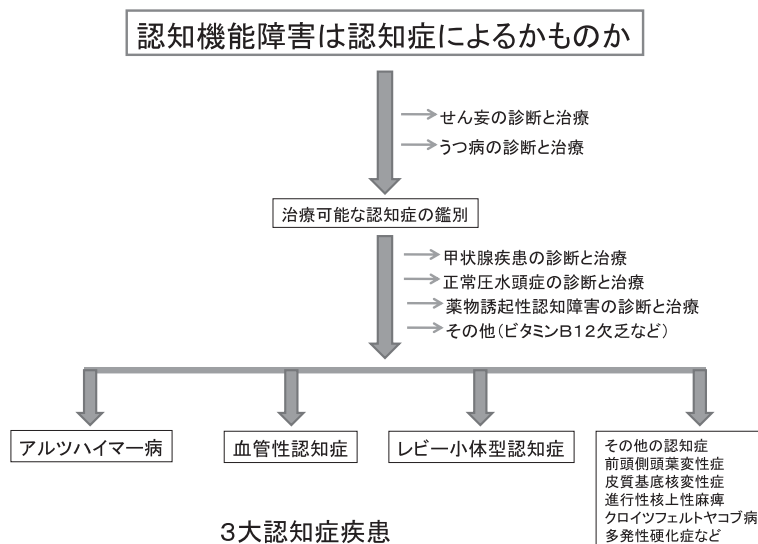 認知機能障害は認知症によるかものか
せん妄の診断と治療
うつ病の診断と治療
治療可能な認知症の鑑別
甲状腺疾患の診断と治療
正常圧水頭症の診断と治療
薬物誘起性認知障害の診断と治療
その他（ビタミンB12欠乏など）
アルツハイマー病
血管性認知症
レビー小体型認知症
その他の認知症
前頭側頭葉変性症
皮質基底核変性症
進行性核上性麻痺
クロイツフェルトヤコブ病
多発性硬化症など
3大認知症疾患